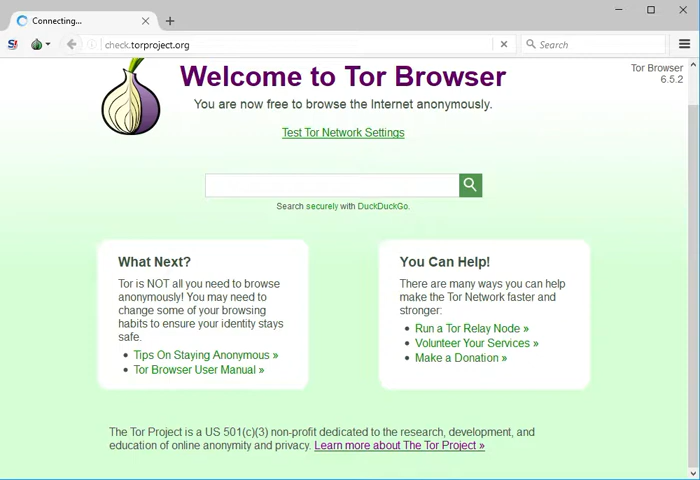 Connecting...
check.torproject.org
Search
Tor Browser
6.5.2
Welcome to Tor Browser
You are now free to browse the Internet anonymously.
Test Tor Network Settings
Search securely with DuckDuckGo.
What Next?
Tor is NOT all you need to browse
anonymously! You may need to
change some of your browsing
habits to ensure your identity stays
safe.
Tips On Staying Anonymous »
Tor Browser User Manual »
You Can Help!
There are many ways you can help
make the Tor Network faster and
stronger:
Run a Tor Relay Node »
Volunteer Your Services »
Make a Donation »
The Tor Project is a US 501(c)(3) non-profit dedicated to the research, development, and
education of online anonymity and privacy. Learn more about The Tor Project »